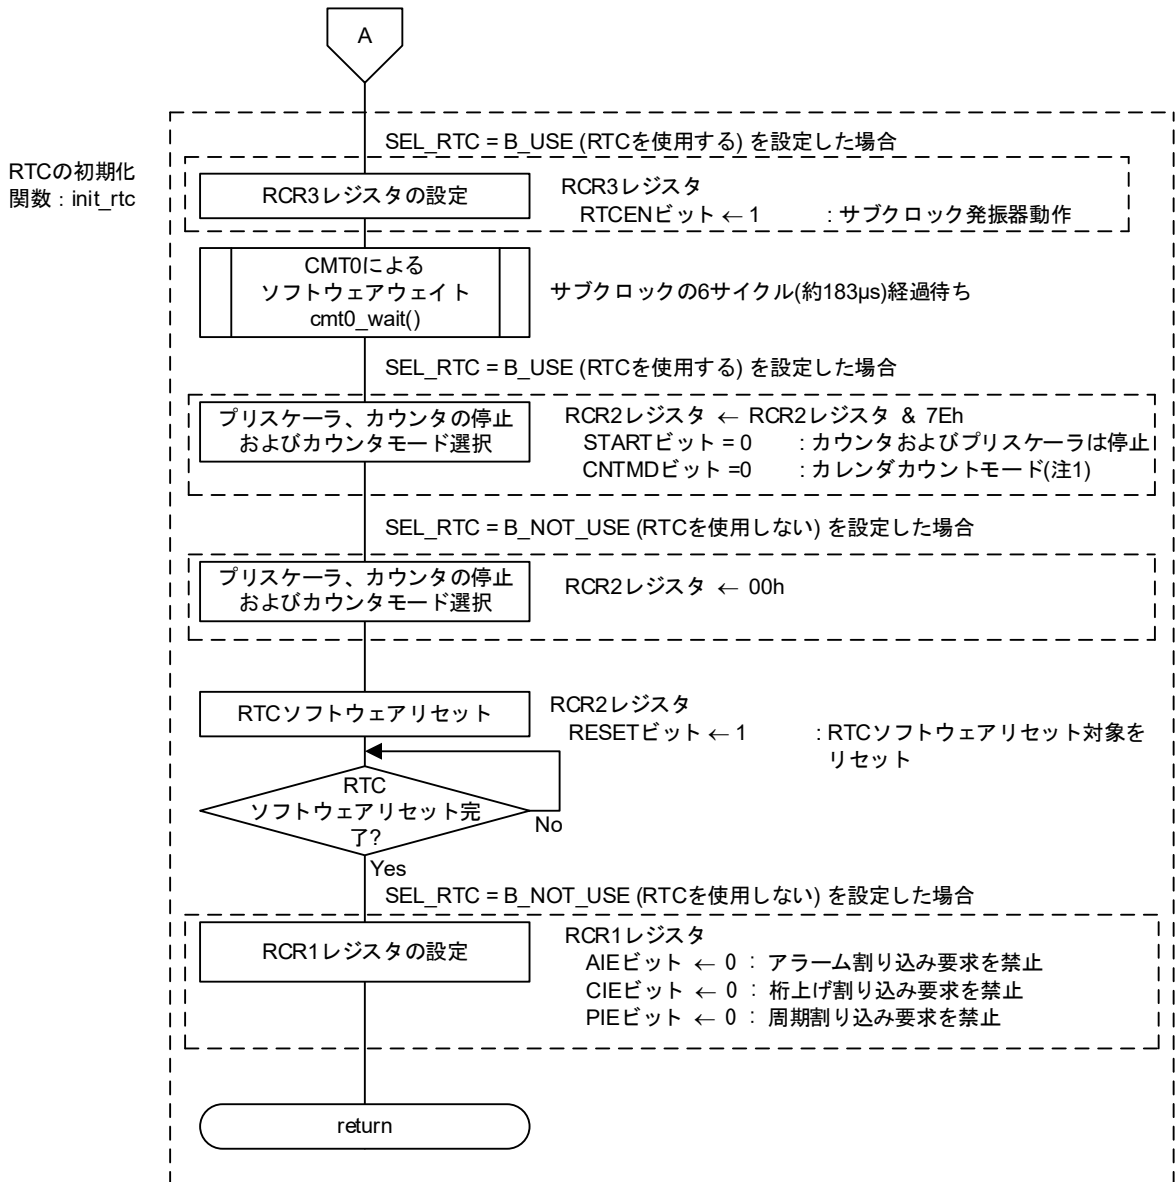 A
SEL_RTC = B_USE (RTCを使用する) を設定した場合
RTCの初期化
関数 : init_rtc
RCR3レジスタの設定
RCR3レジスタ
RTCENビット ← 1 : サブクロック発振器動作
CMT0による
ソフトウェアウェイト
cmt0_wait()
サブクロックの6サイクル(約183μs)経過待ち
SEL_RTC = B_USE (RTCを使用する) を設定した場合
プリスケーラ、カウンタの停止
およびカウンタモード選択
RCR2レジスタ ← RCR2レジスタ & 7Eh
STARTビット = 0 : カウンタおよびプリスケーラは停止
CNTMDビット =0 : カレンダカウントモード(注1)
SEL_RTC = B_NOT_USE (RTCを使用しない) を設定した場合
プリスケーラ、カウンタの停止
およびカウンタモード選択
RCR2レジスタ ← 00h
RTCソフトウェアリセット
RCR2レジスタ
RESETビット ← 1 : RTCソフトウェアリセット対象を
リセット
RTC
ソフトウェアリセット完
了?
No
Yes
SEL_RTC = B_NOT_USE (RTCを使用しない) を設定した場合
RCR1レジスタの設定
RCR1レジスタ
AIEビット ← 0 : アラーム割り込み要求を禁止
CIEビット ← 0 : 桁上げ割り込み要求を禁止
PIEビット ← 0 : 周期割り込み要求を禁止
return